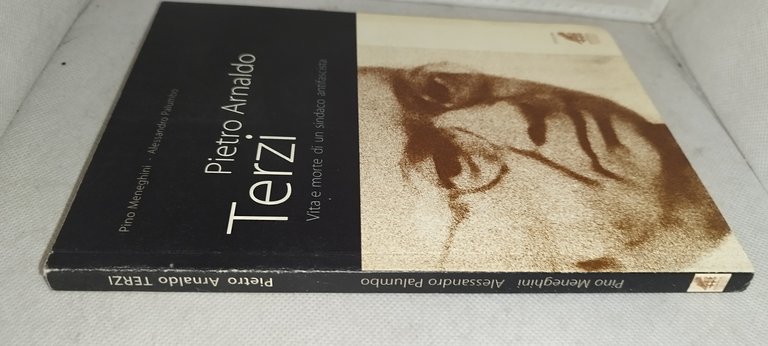 Pino Meneghini - Alessandro Palumbo
Pietro Arnaldo
Terzi
Vita e morte di un sindaco antifascista
Pietro Arnaldo TERZI
Pino Meneghini Alessandro Palumbo